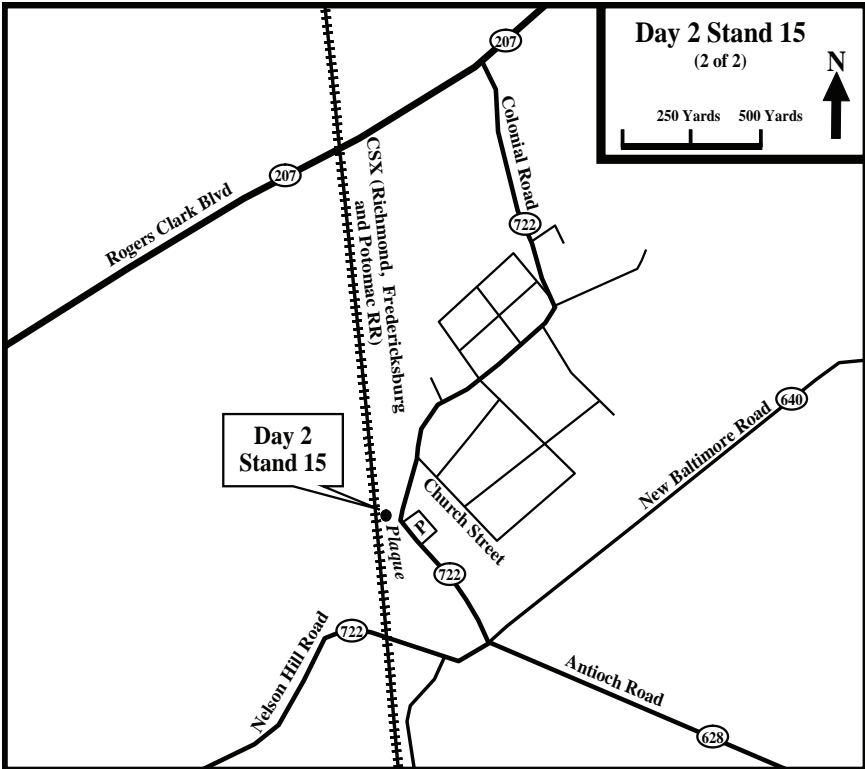 Day 2 Stand 15
(2 of 2)
N
250 Yards 500 Yards
207
Colonial Road
207
CSX (Richmond, Fredericksburg
and Potomac RR)
Rogers Clark Blvd
722
640
New Baltimore Road
Day 2
Stand 15
Church Street
P
Plaque
722
722
Nelson Hill Road
Antioch Road
628